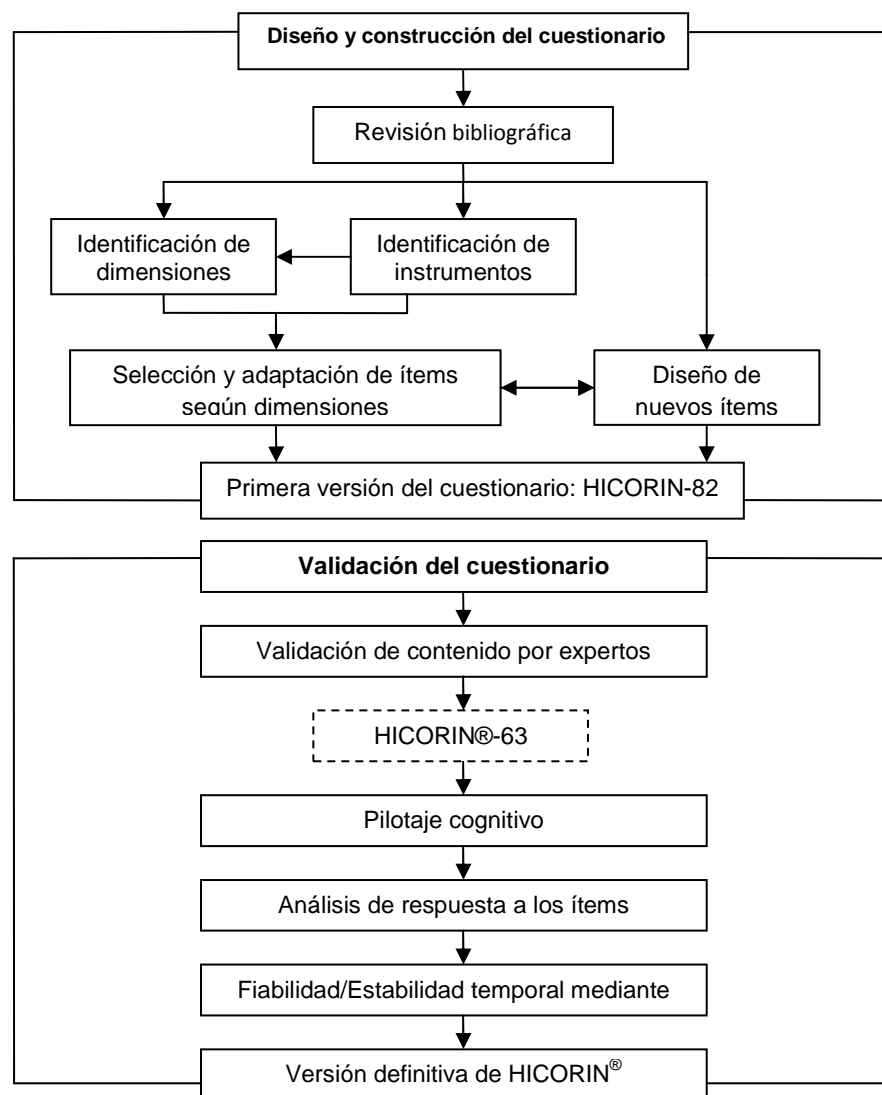 Diseño y construcción del cuestionario
Revisión bibliográfica
Identificación de
dimensiones
Identificación de
instrumentos
Selección y adaptación de ítems
según dimensiones
Diseño de
nuevos ítems
Primera versión del cuestionario: HICORIN-82
Validación del cuestionario
Validación de contenido por expertos
HICORIN®-63
Pilotaje cognitivo
Análisis de respuesta a los ítems
Fiabilidad/Estabilidad temporal mediante
Versión definitiva de HICORIN®